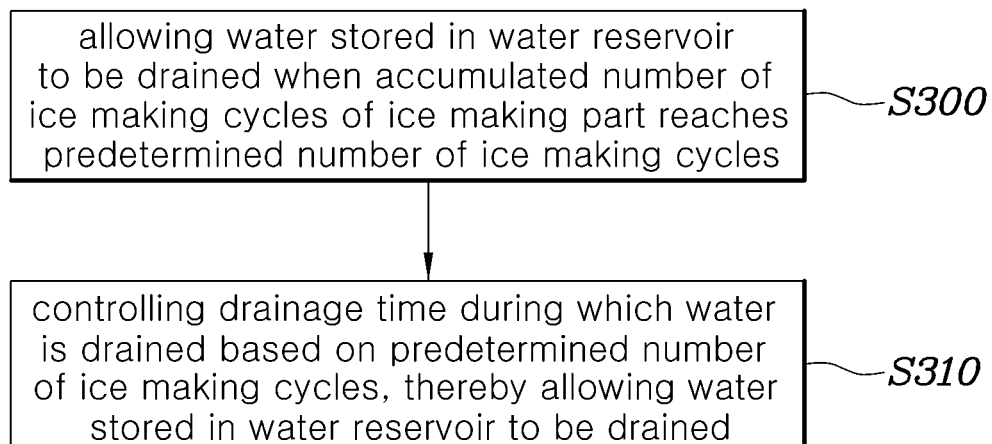 allowing water stored in water reservoir
to be drained when accumulated number of
ice making cycles of ice making part reaches
predetermined number of ice making cycles
S300
controlling drainage time during which water
is drained based on predetermined number
of ice making cycles, thereby allowing water
stored in water reservoir to be drained
S310